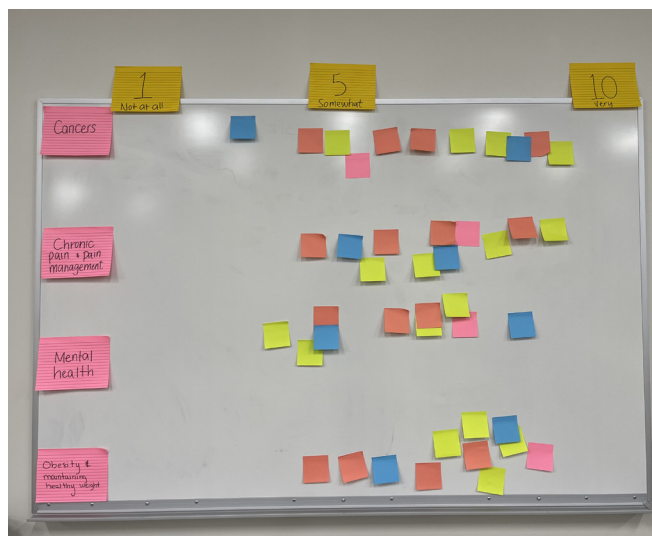 1
Not at all
5
Somewhat
10
Very
Cancers
Chronic
pain & pain
management
Mental
health
Obesity &
maintaining
healthy weight